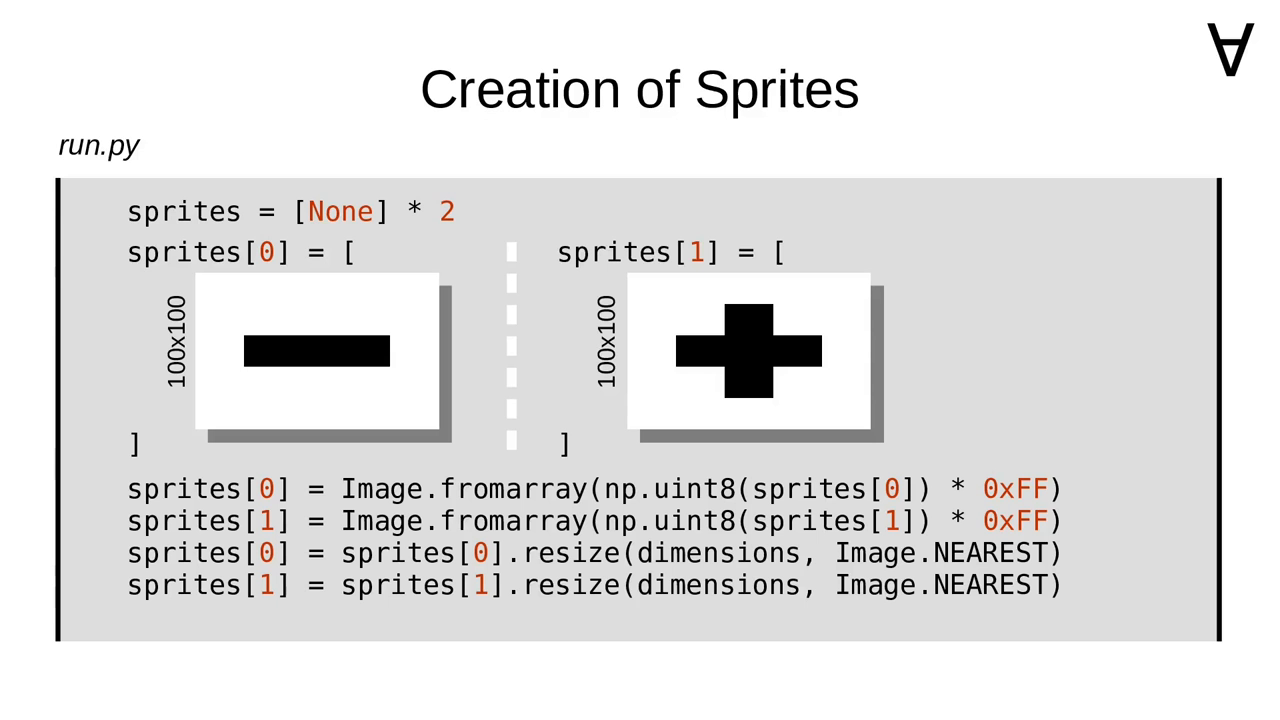 ∀
Creation of Sprites
run.py
sprites = [None] * 2
sprites[0] = [
100x100
]
sprites[1] = [
100x100
]
sprites[0] = Image.fromarray(np.uint8(sprites[0]) * 0xFF)
sprites[1] = Image.fromarray(np.uint8(sprites[1]) * 0xFF)
sprites[0] = sprites[0].resize(dimensions, Image.NEAREST)
sprites[1] = sprites[1].resize(dimensions, Image.NEAREST)